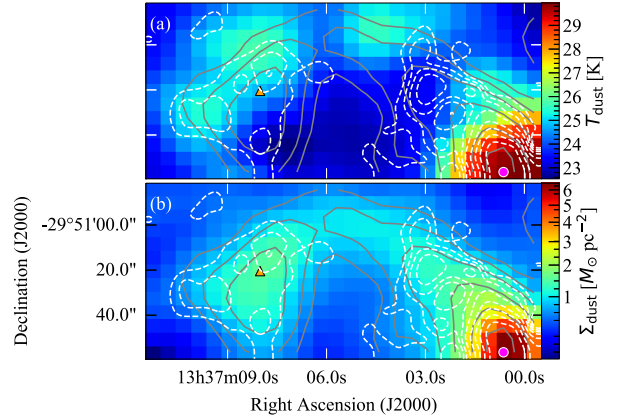 (a)
29
28
27
26
25
24
23
T_dust [K]
(b)
6
5
4
3
2
1
Σ_dust [M⊙ pc⁻²]
-29°51'00.0"
20.0"
40.0"
Declination (J2000)
13h37m09.0s 06.0s 03.0s 00.0s
Right Ascension (J2000)